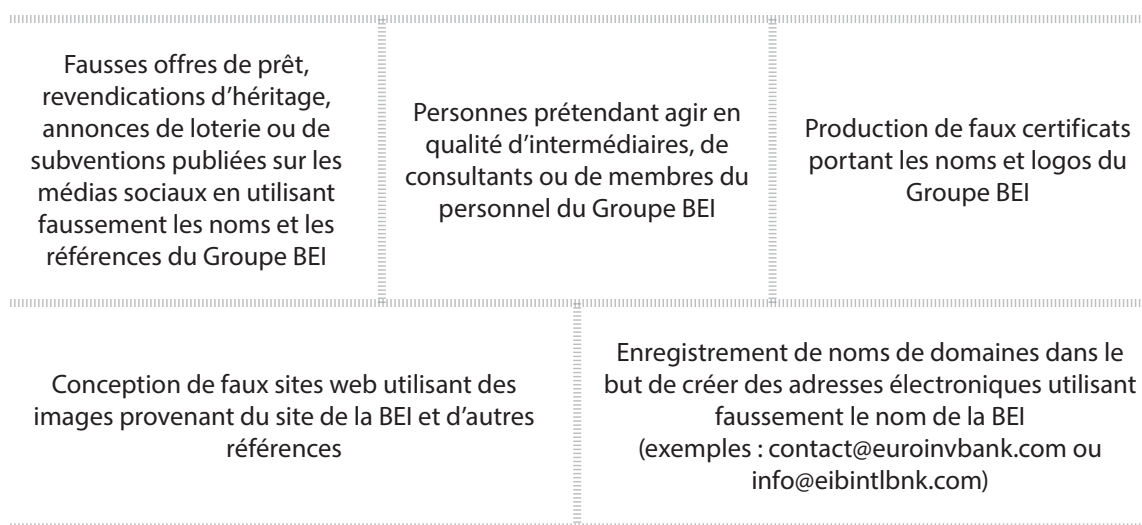 Fausses offres de prêt,
revendications d’héritage,
annonces de loterie ou de
subventions publiées sur les
médias sociaux en utilisant
faussement les noms et les
références du Groupe BEI
Personnes prétendant agir en
qualité d’intermédiaires, de
consultants ou de membres du
personnel du Groupe BEI
Production de faux certificats
portant les noms et logos du
Groupe BEI
Conception de faux sites web utilisant des
images provenant du site de la BEI et d’autres
références
Enregistrement de noms de domaines dans le
but de créer des adresses électroniques utilisant
faussement le nom de la BEI
(exemples : contact@euroinvbank.com ou
info@eibintlbnk.com)